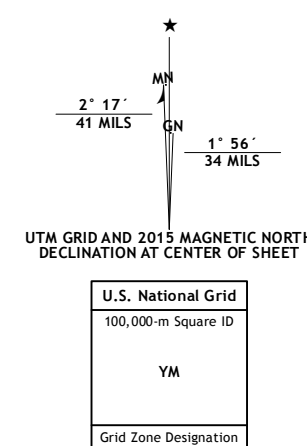 ★
MN
2° 17´
41 MILS
GN
1° 56´
34 MILS
UTM GRID AND 2015 MAGNETIC NORTH
DECLINATION AT CENTER OF SHEET
U.S. National Grid
100,000-m Square ID
YM
Grid Zone Designation